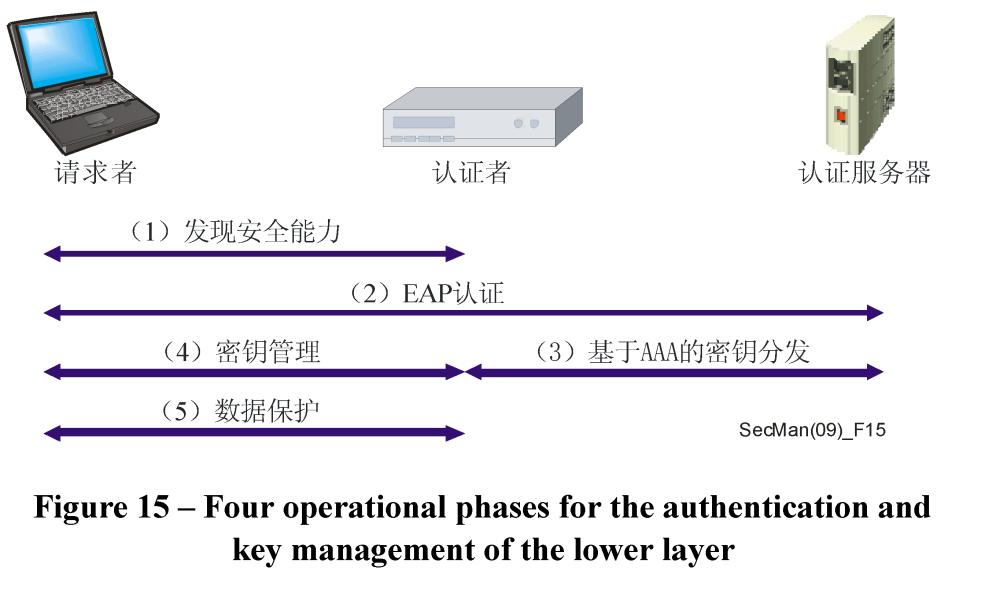 请求者
认证者
认证服务器
（1）发现安全能力
（2）EAP认证
（4）密钥管理
（3）基于AAA的密钥分发
（5）数据保护
SecMan(09)_F15
Figure 15 – Four operational phases for the authentication and
key management of the lower layer